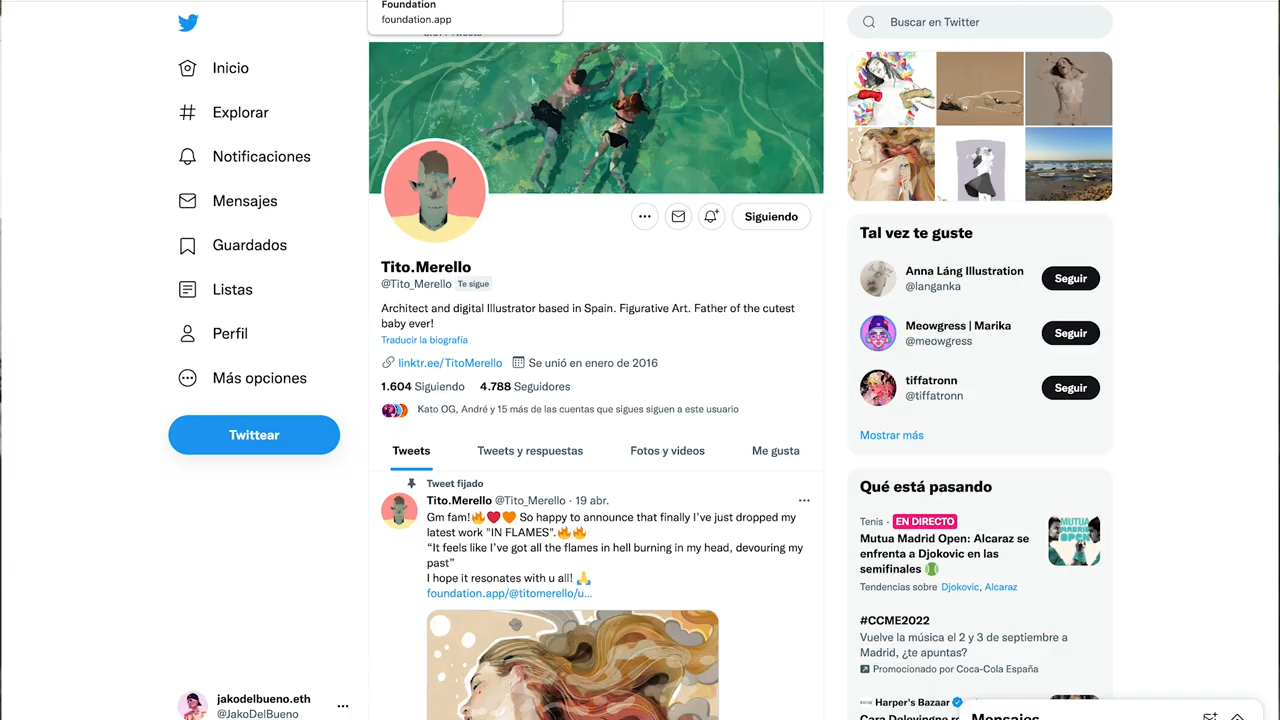 Foundation
foundation.app
Inicio
Explorar
Notificaciones
Mensajes
Guardados
Listas
Perfil
Más opciones
Twittear
jakodelbueno.eth
@JakoDelBueno
Siguiendo
Tito.Merello
@Tito_Merello Te sigue
Architect and digital Illustrator based in Spain. Figurative Art. Father of the cutest
baby ever!
Traducir la biografía
linktr.ee/TitoMerello Se unió en enero de 2016
1.604 Siguiendo 4.788 Seguidores
Kato OG, André y 15 más de las cuentas que sigues siguen a este usuario
Tweets Tweets y respuestas Fotos y videos Me gusta
Tweet fijado
Tito.Merello @Tito_Merello · 19 abr.
Gm fam!🔥❤️🧡 So happy to announce that finally I've just dropped my
latest work "IN FLAMES".🔥🔥
“It feels like I've got all the flames in hell burning in my head, devouring my
past”
I hope it resonates with u all! 🙏
foundation.app/@titomerello/u...
Buscar en Twitter
Tal vez te guste
Anna Láng Illustration
@langanka
Seguir
Meowgress | Marika
@meowgress
Seguir
tiffatronn
@tiffatronn
Seguir
Mostrar más
Qué está pasando
Tenis · EN DIRECTO
Mutua Madrid Open: Alcaraz se
enfrenta a Djokovic en las
semifinales
Tendencias sobre Djokovic, Alcaraz
MUTUA
MADRID
OPEN
#CCME2022
Vuelve la música el 2 y 3 de septiembre a
Madrid, ¿te apuntas?
Promocionado por Coca-Cola España
Harper's Bazaar
Cara Delevingne
Mensajes